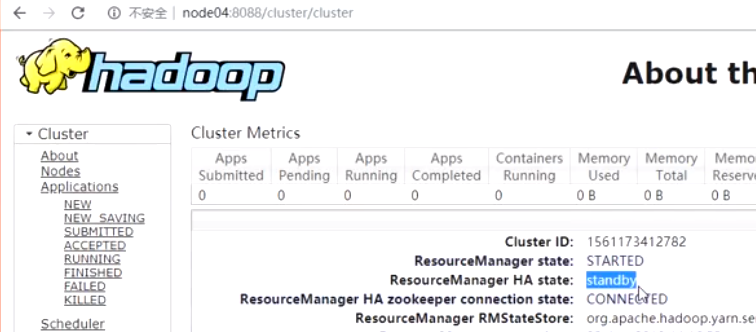 不安全 | node04:8088/cluster/cluster
hadoop
About th
Cluster
About
Nodes
Applications
NEW
NEW_SAVING
SUBMITTED
ACCEPTED
RUNNING
FINISHED
FAILED
KILLED
Scheduler
Cluster Metrics
Apps Submitted Apps Pending Apps Running Apps Completed Containers Running Memory Used Memory Total Memo Reserv
0 0 0 0 0 0 B 0 B 0 B
Cluster ID: 1561173412782
ResourceManager state: STARTED
ResourceManager HA state: standby
ResourceManager HA zookeeper connection state: CONNECTED
ResourceManager RMStateStore: org.apache.hadoop.yarn.se